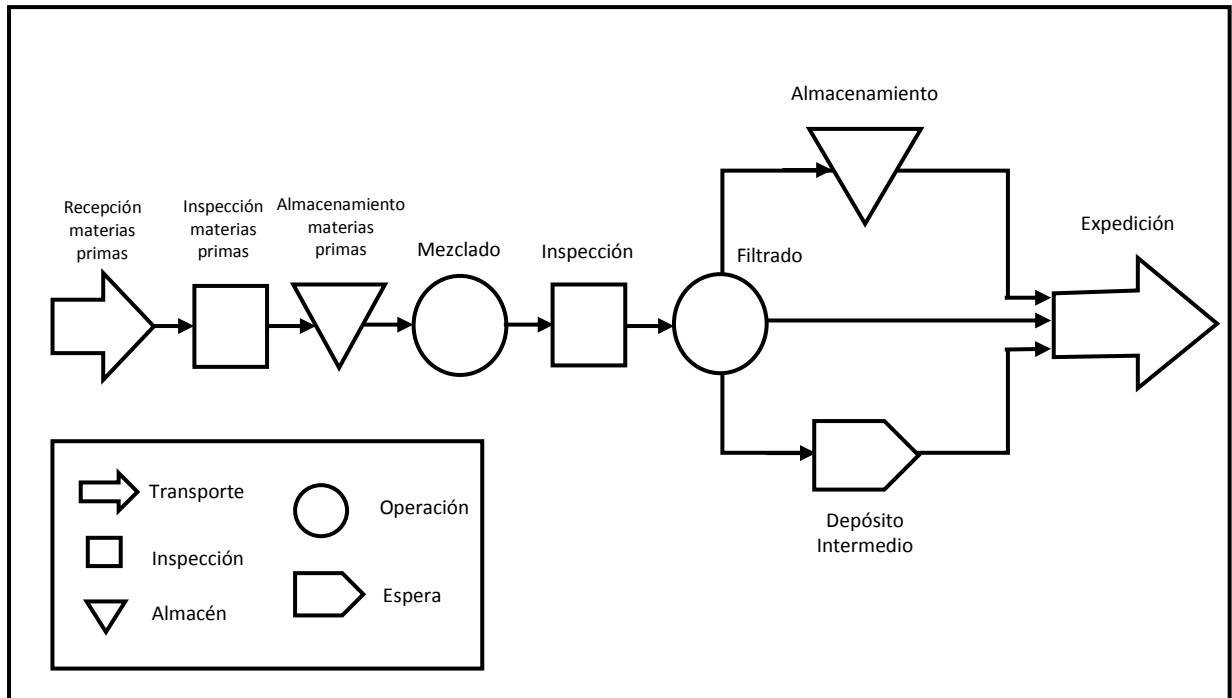 Recepción
materias
primas
Inspección
materias
primas
Almacenamiento
materias
primas
Mezclado
Inspección
Filtrado
Almacenamiento
Expedición
Depósito
Intermedio
Transporte
Inspección
Almacén
Operación
Espera